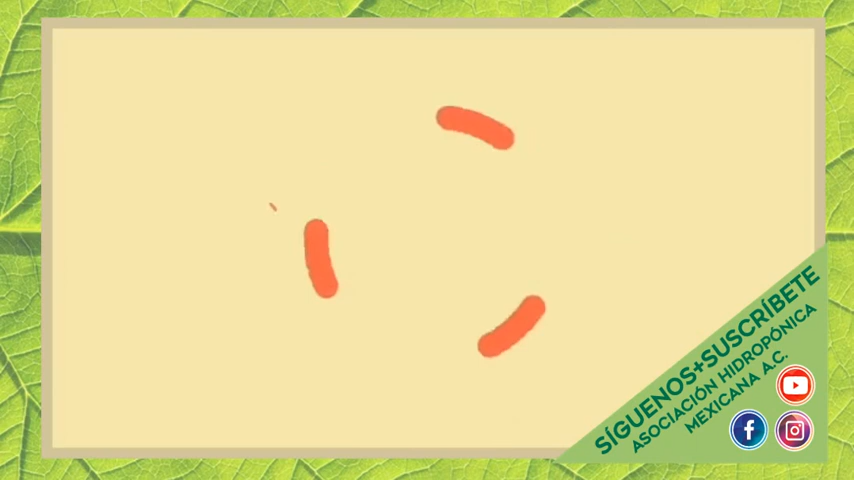 SÍGUENOS+SUSCRÍBETE
ASOCIACIÓN HIDROPÓNICA
MEXICANA A.C.